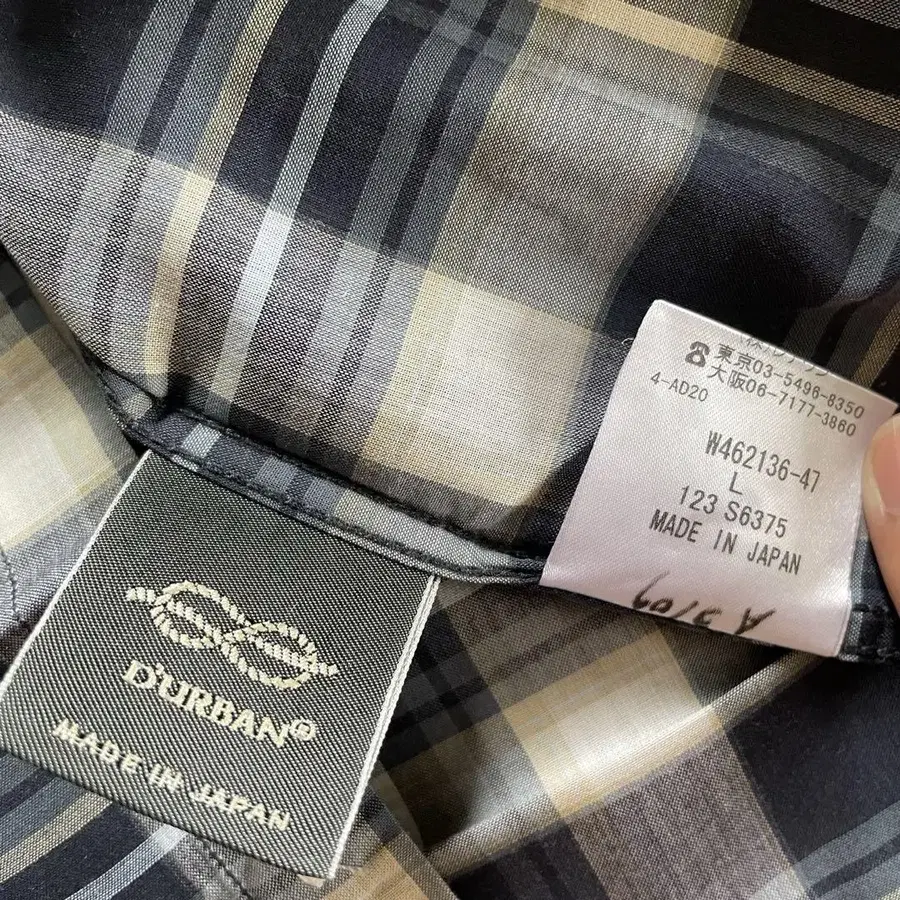 東京03-5496-8350
大阪06-7177-3860
4-AD20
W462136-47
L
123 S6375
MADE IN JAPAN
D'URBAN®
MADE IN JAPAN